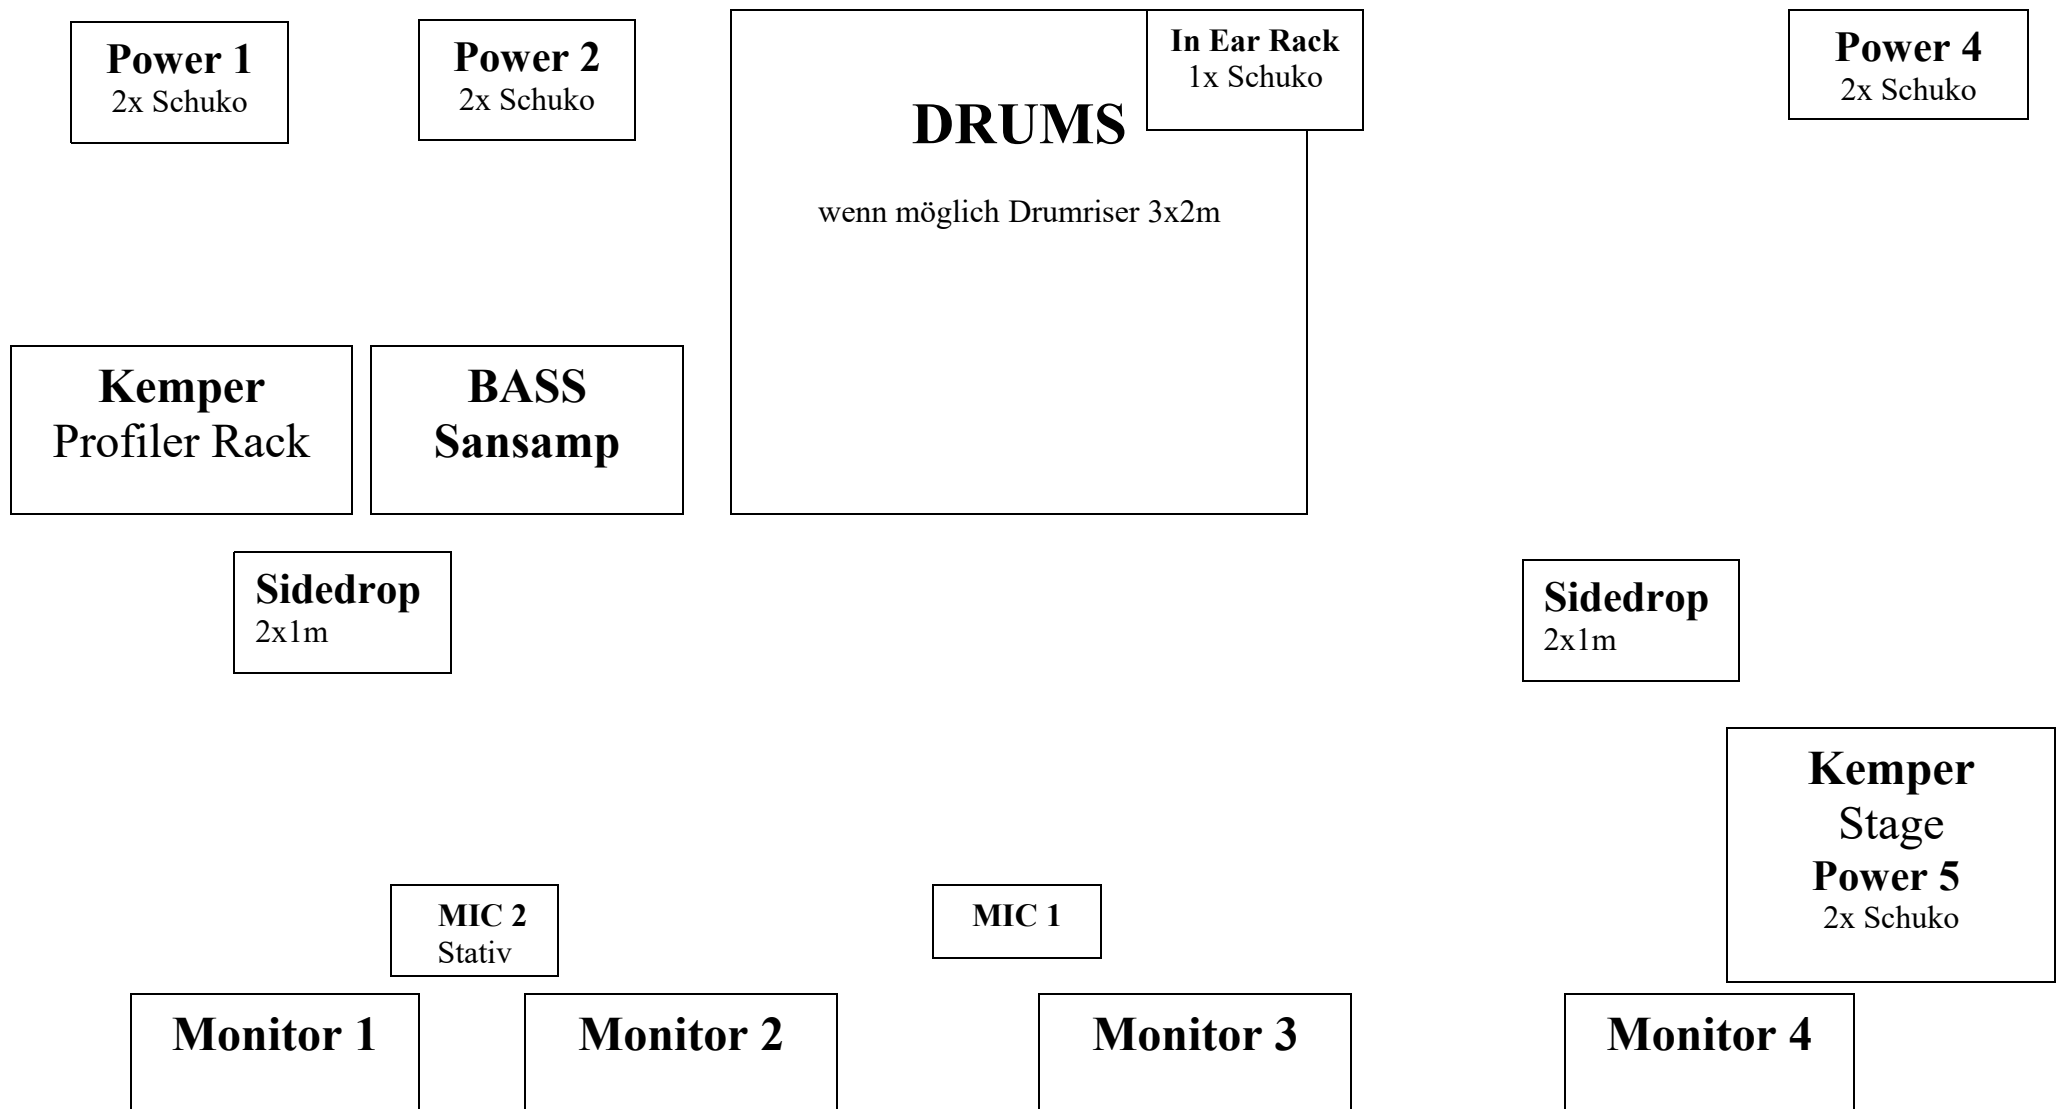 Power 1
2x Schuko
Power 2
2x Schuko
DRUMS
wenn möglich Drumriser 3x2m
In Ear Rack
1x Schuko
Power 4
2x Schuko
Kemper
Profiler Rack
BASS
Sansamp
Sidedrop
2x1m
Sidedrop
2x1m
Kemper
Stage
Power 5
2x Schuko
MIC 2
Stativ
MIC 1
Monitor 1
Monitor 2
Monitor 3
Monitor 4